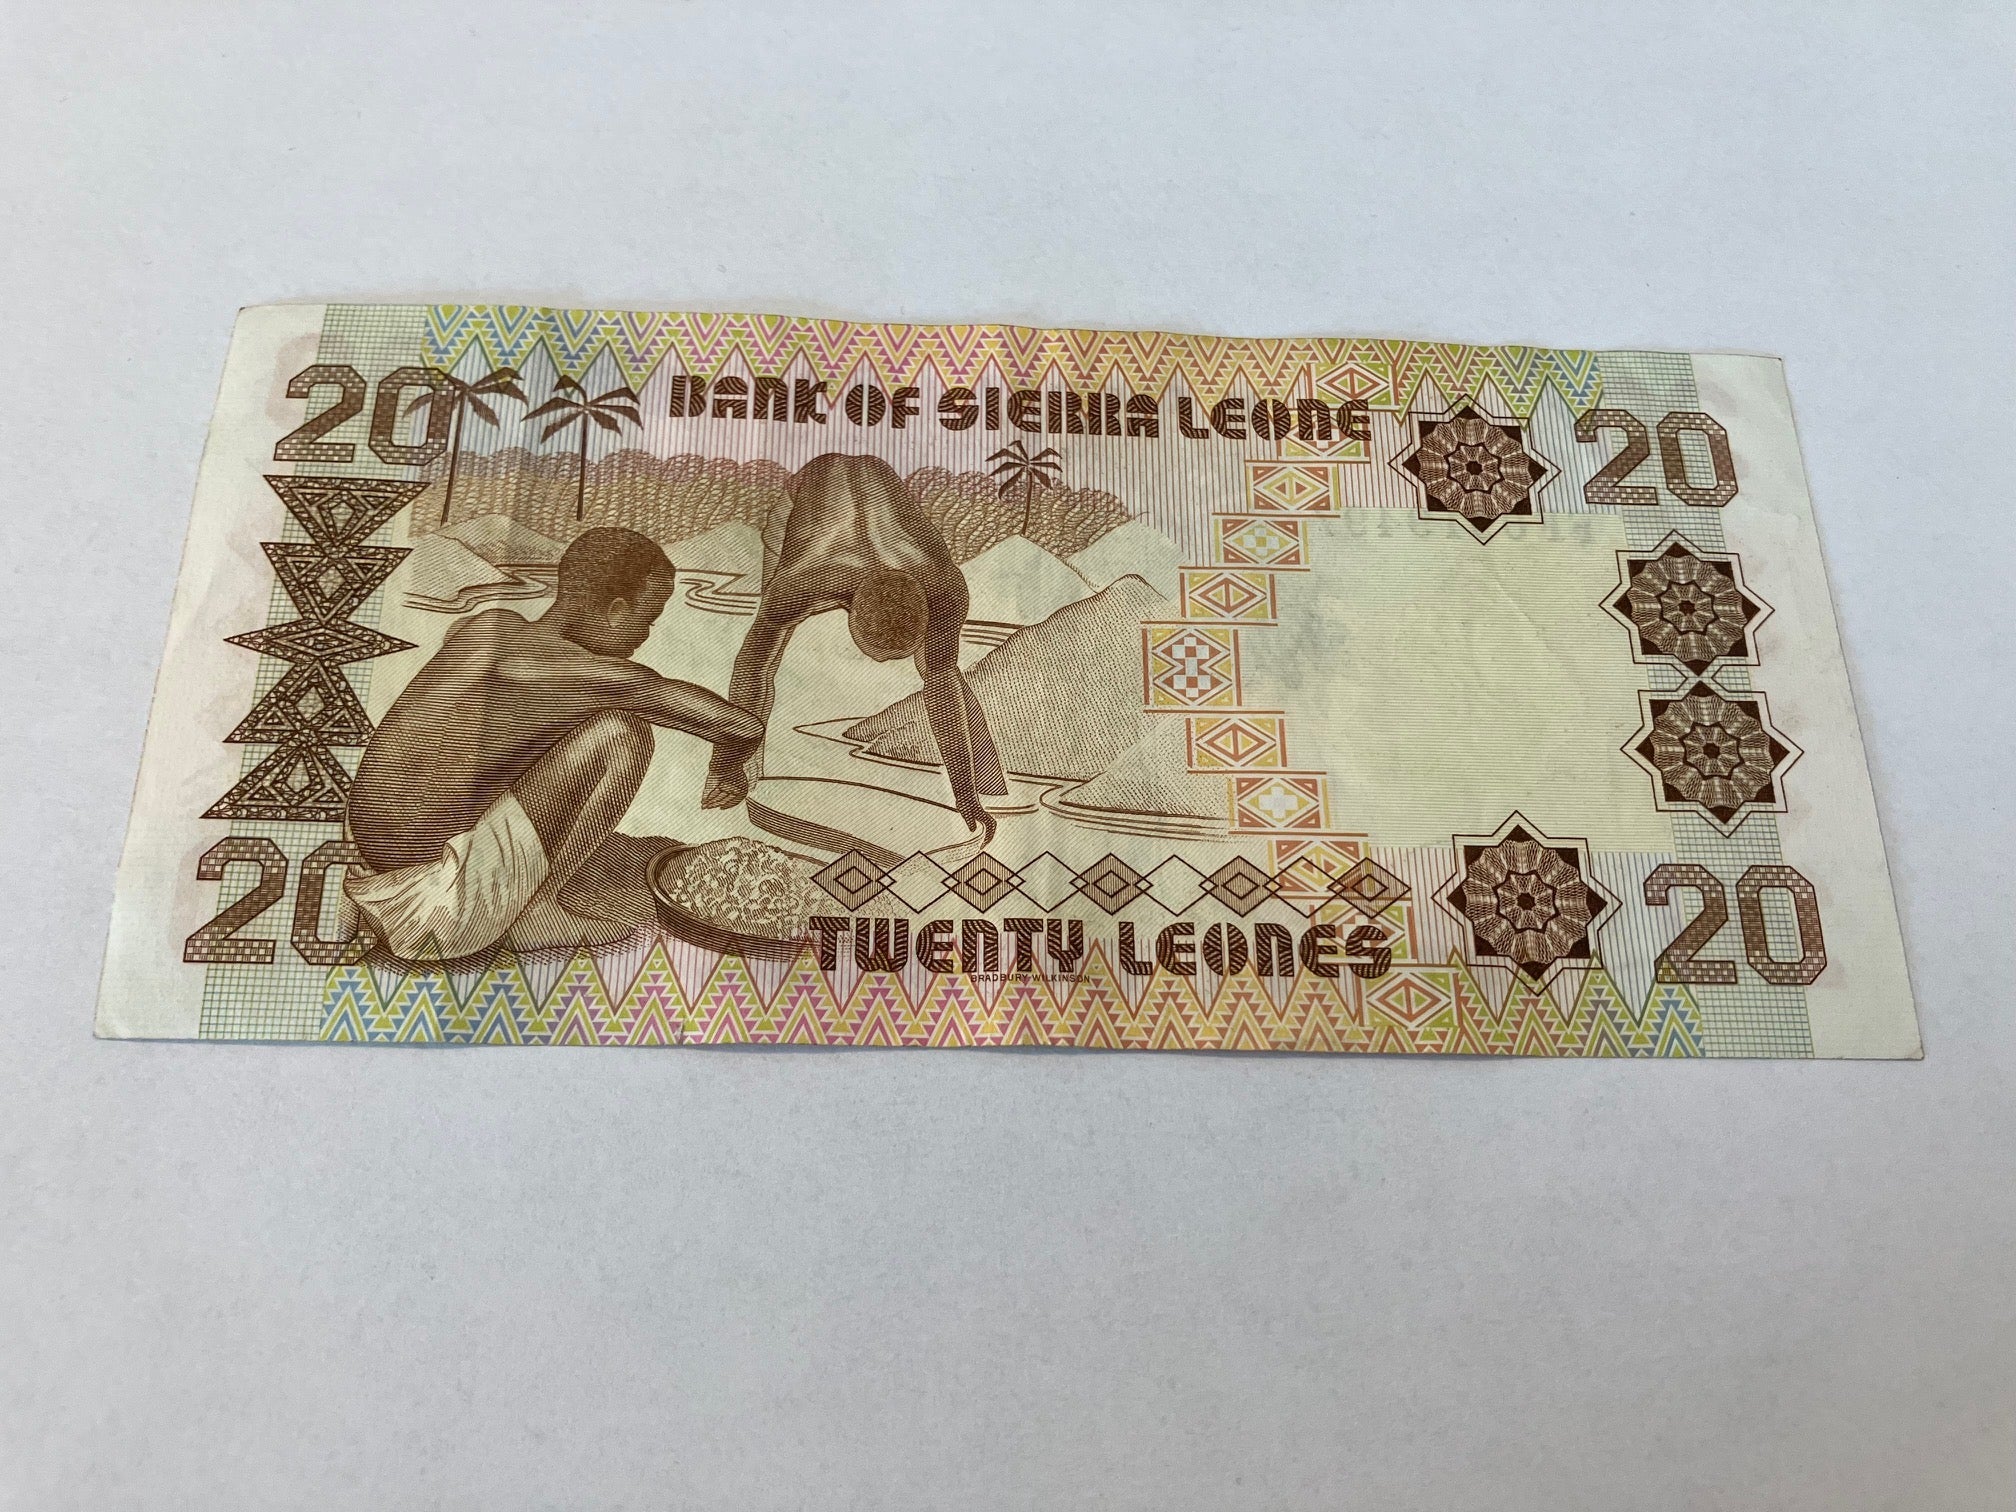 20
BANK OF SIERRA LEONE
20
20
TWENTY LEONES
20
BRADBURY WILKINSON